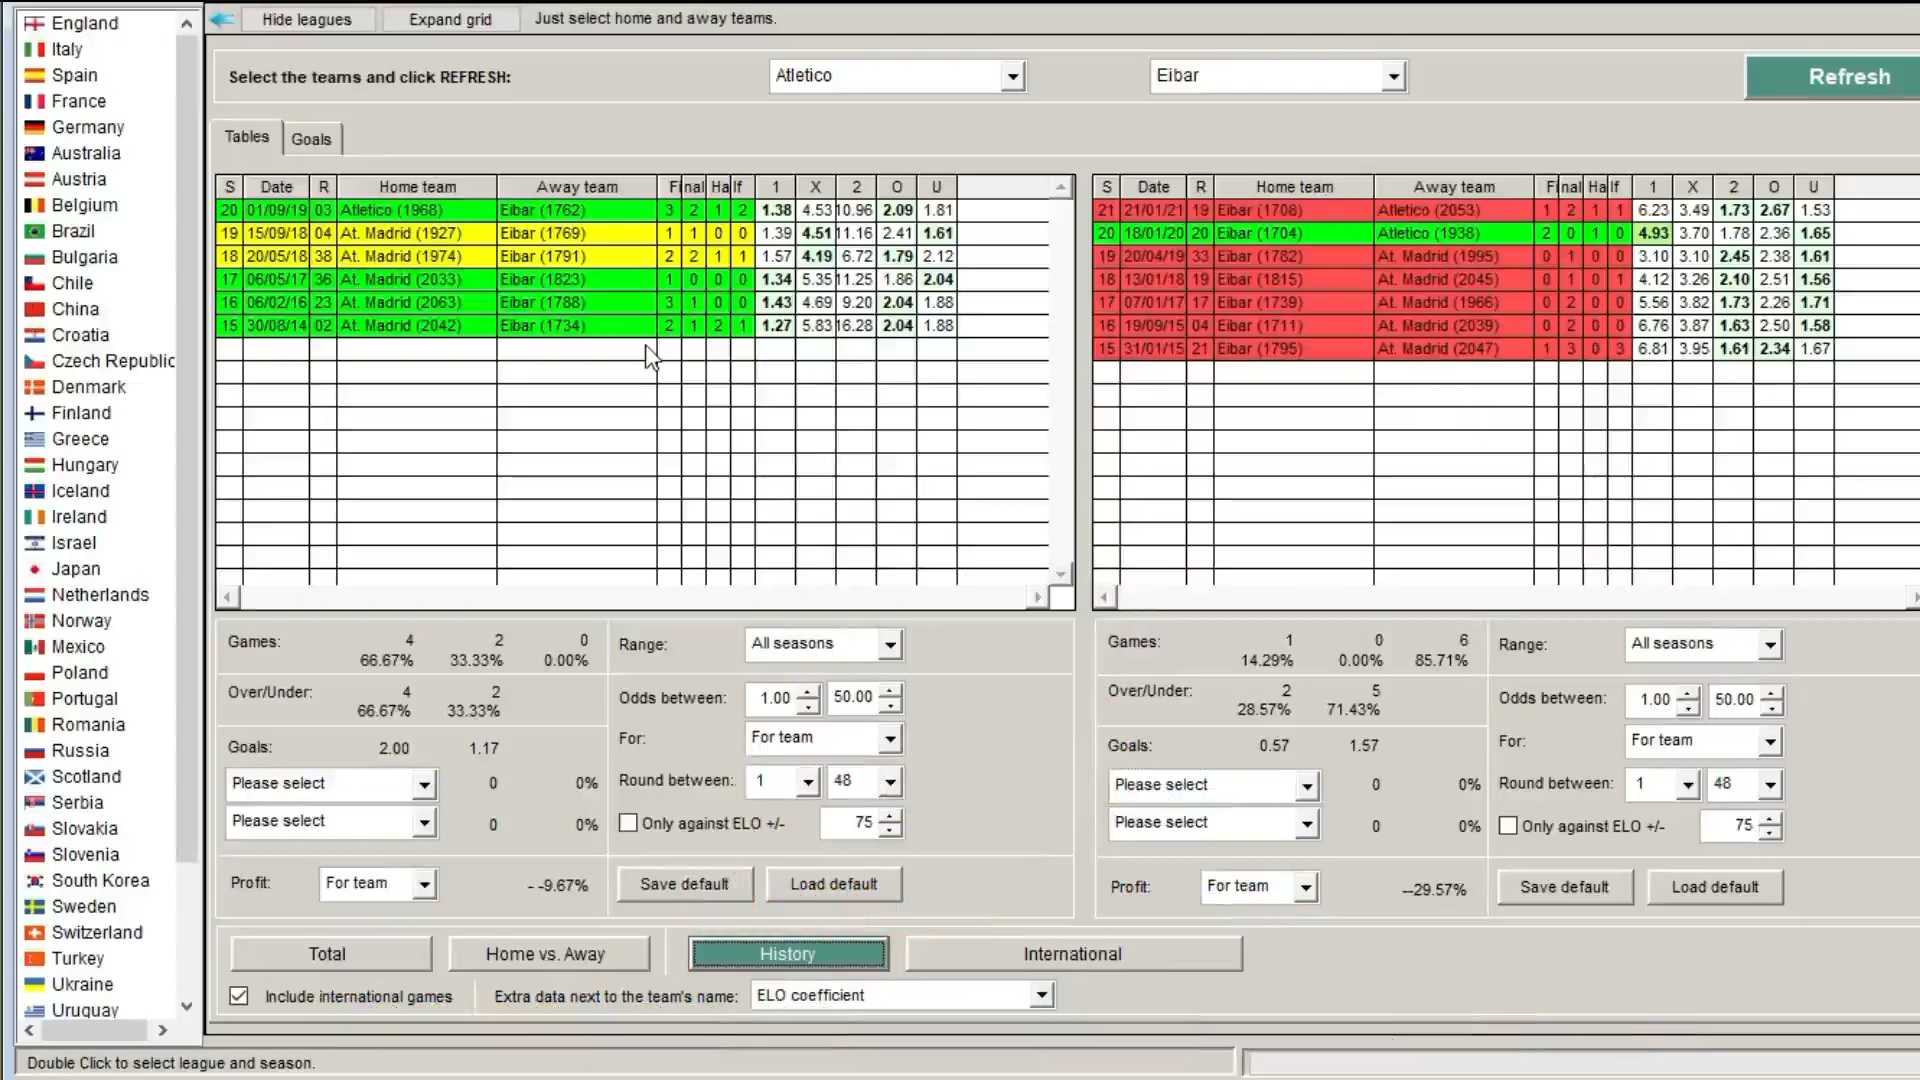 England
Italy
Spain
France
Germany
Australia
Austria
Belgium
Brazil
Bulgaria
Chile
China
Croatia
Czech Republic
Denmark
Finland
Greece
Hungary
Iceland
Ireland
Israel
Japan
Netherlands
Norway
Mexico
Poland
Portugal
Romania
Russia
Scotland
Serbia
Slovakia
Slovenia
South Korea
Sweden
Switzerland
Turkey
Ukraine
Uruguay
Hide leagues Expand grid Just select home and away teams.
Select the teams and click REFRESH: Atletico Eibar Refresh
Tables Goals
S Date R Home team Away team Final Half 1 X 2 O U
20 01/09/19 03 Atletico (1968) Eibar (1762) 3 2 1 2 1.38 4.53 10.96 2.09 1.81
19 15/09/18 04 At. Madrid (1927) Eibar (1769) 1 1 0 0 1.39 4.51 11.16 2.41 1.61
18 20/05/18 38 At. Madrid (1974) Eibar (1791) 2 2 1 1 1.57 4.19 6.72 1.79 2.12
17 06/05/17 36 At. Madrid (2033) Eibar (1823) 1 0 0 0 1.34 5.35 11.25 1.86 2.04
16 06/02/16 23 At. Madrid (2063) Eibar (1788) 3 1 0 0 1.43 4.69 9.20 2.04 1.88
15 30/08/14 02 At. Madrid (2042) Eibar (1734) 2 1 2 1 1.27 5.83 16.28 2.04 1.88
S Date R Home team Away team Final Half 1 X 2 O U
21 21/01/21 19 Eibar (1708) Atletico (2053) 1 2 1 1 6.23 3.49 1.73 2.67 1.53
20 18/01/20 20 Eibar (1704) Atletico (1938) 2 0 1 0 4.93 3.70 1.78 2.36 1.65
19 20/04/19 33 Eibar (1782) At. Madrid (1995) 0 1 0 0 3.10 3.10 2.45 2.38 1.61
18 13/01/18 19 Eibar (1815) At. Madrid (2045) 0 1 0 1 4.12 3.26 2.10 2.51 1.56
17 07/01/17 17 Eibar (1739) At. Madrid (1966) 0 2 0 0 5.56 3.82 1.73 2.26 1.71
16 19/09/15 04 Eibar (1711) At. Madrid (2039) 0 2 0 0 6.76 3.87 1.63 2.50 1.58
15 31/01/15 21 Eibar (1795) At. Madrid (2047) 1 3 0 3 6.81 3.95 1.61 2.34 1.67
Games: 4 2 0
66.67% 33.33% 0.00%
Over/Under: 4 2
66.67% 33.33%
Goals: 2.00 1.17
Please select 0 0%
Please select 0 0%
Profit: For team - -9.67%
Range: All seasons
Odds between: 1.00 50.00
For: For team
Round between: 1 48
Only against ELO +/- 75
Save default Load default
Games: 1 0 6
14.29% 0.00% 85.71%
Over/Under: 2 5
28.57% 71.43%
Goals: 0.57 1.57
Please select 0 0%
Please select 0 0%
Profit: For team --29.57%
Range: All seasons
Odds between: 1.00 50.00
For: For team
Round between: 1 48
Only against ELO +/- 75
Save default Load default
Total Home vs. Away History International
Include international games Extra data next to the team's name: ELO coefficient
Double Click to select league and season.